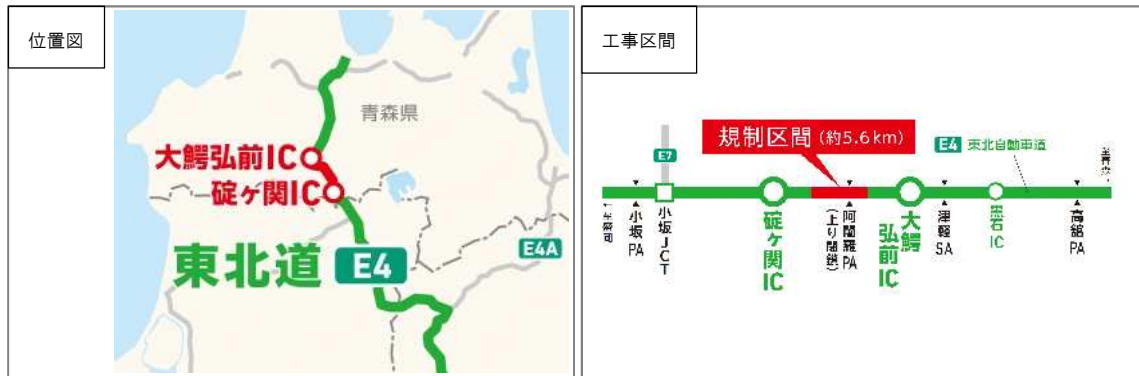 位置図
青森県
大鰐弘前IC
碇ヶ関IC
東北道 E4
E4A
工事区間
規制区間 (約5.6km)
E7
E4 東北自動車道
小坂PA
小坂JCT
碇ヶ関IC
阿闍羅PA
(上り閉鎖)
大鰐
弘前IC
津軽SA
黒石IC
高舘PA